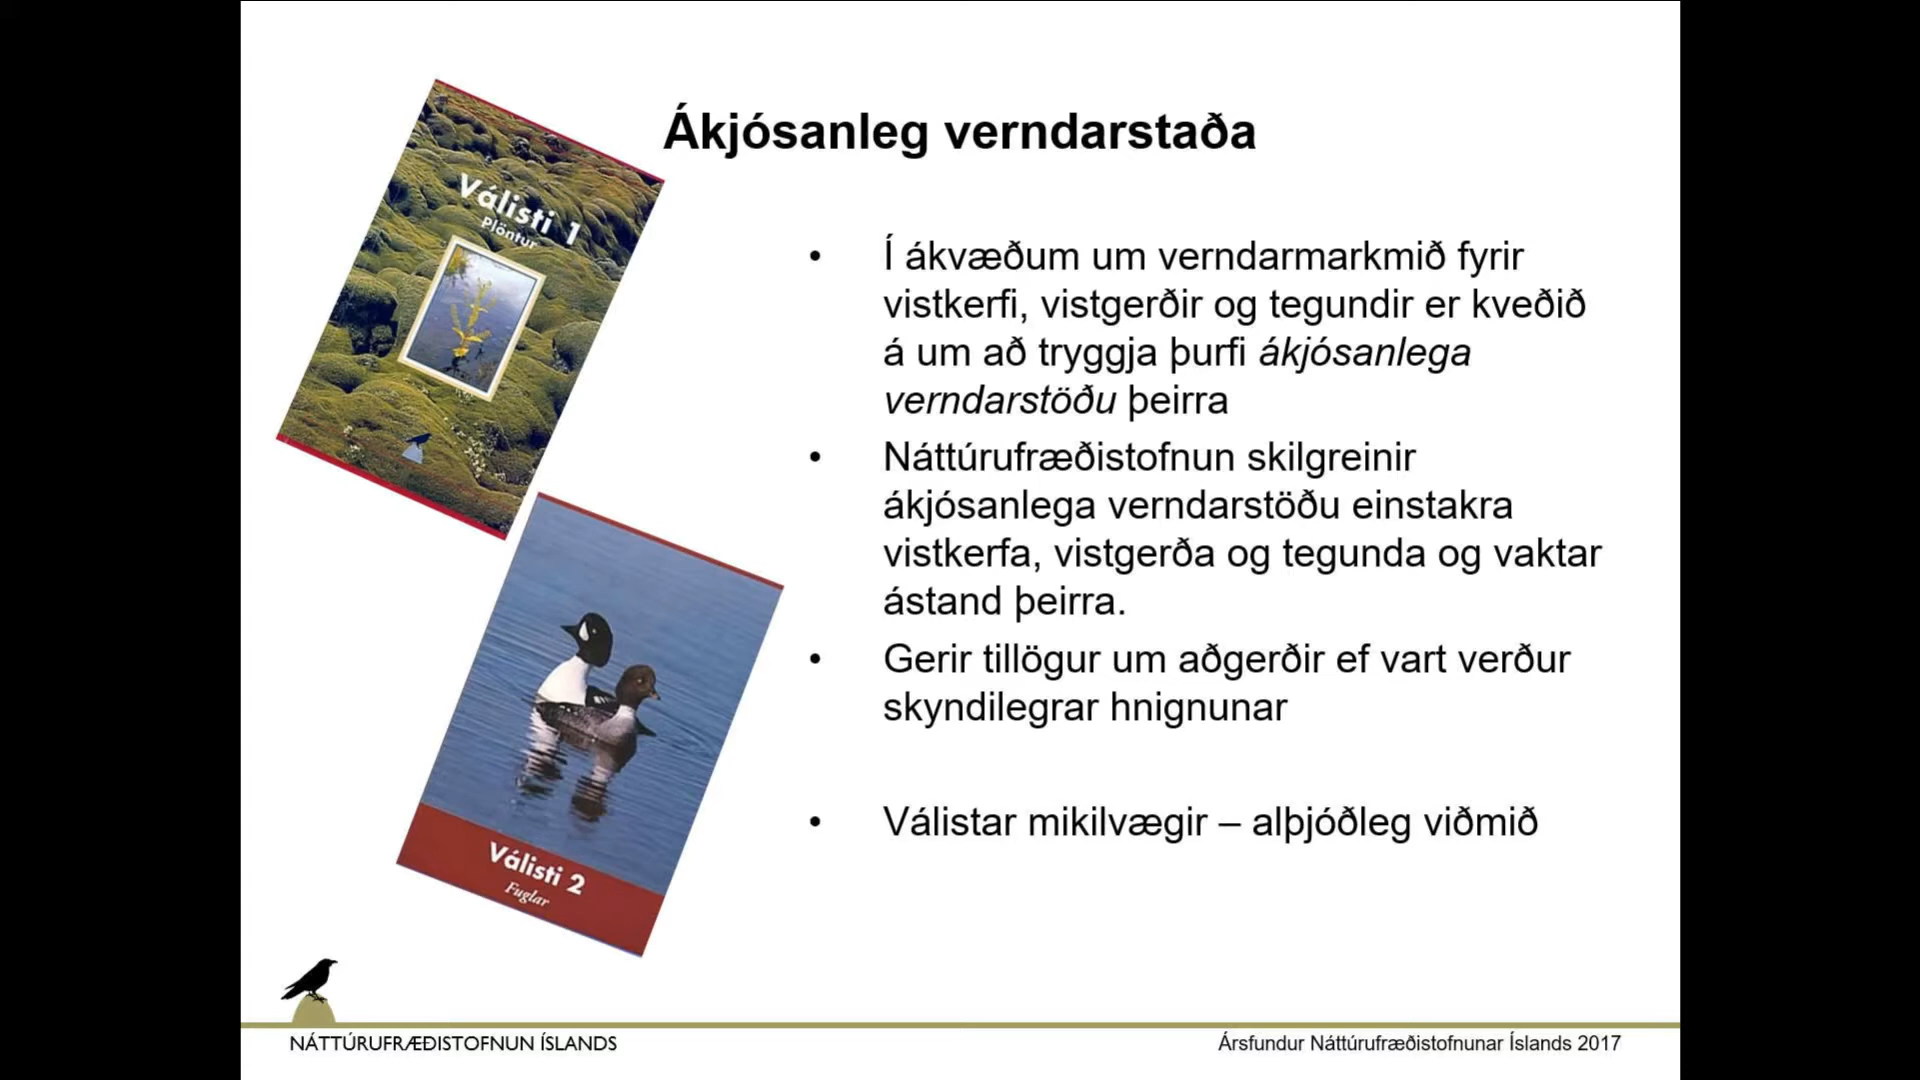 Ákjósanleg verndarstaða
Válisti 1
Plöntur
Í ákvæðum um verndarmarkmið fyrir
vistkerfi, vistgerðir og tegundir er kveðið
á um að tryggja þurfi ákjósanlega
verndarstöðu þeirra
Náttúrufræðistofnun skilgreinir
ákjósanlega verndarstöðu einstakra
vistkerfa, vistgerða og tegunda og vaktar
ástand þeirra.
Gerir tillögur um aðgerðir ef vart verður
skyndilegrar hnignunar
Válistar mikilvægir – alþjóðleg viðmið
Válisti 2
Fuglar
NÁTTÚRUFRÆÐISTOFNUN ÍSLANDS
Ársfundur Náttúrufræðistofnunar Íslands 2017